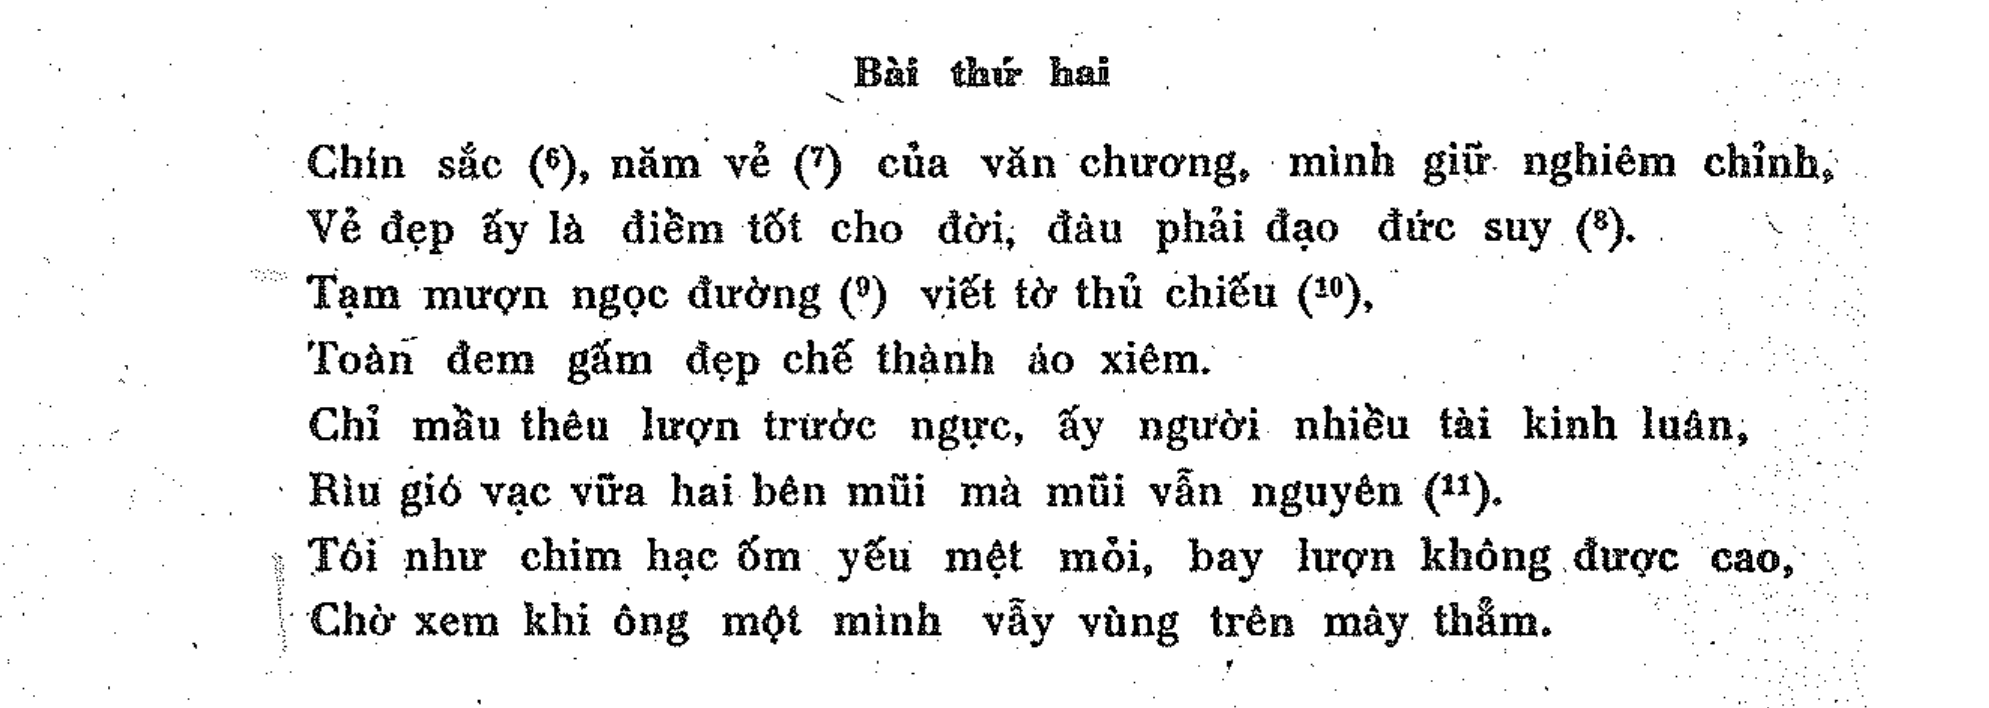 Bài thứ hai
Chín sắc (6), năm vẻ (7) của văn chương, mình giữ nghiêm chỉnh,
Vẻ đẹp ấy là điềm tốt cho đời, đâu phải đạo đức suy (8).
Tạm mượn ngọc đường (9) viết tờ thủ chiếu (10),
Toàn đem gấm đẹp chế thành áo xiêm.
Chỉ mầu thêu lượn trước ngực, ấy người nhiều tài kinh luân,
Rìu gió vạc vữa hai bên mũi mà mũi vẫn nguyên (11).
Tôi như chim hạc ốm yếu mệt mỏi, bay lượn không được cao,
Chờ xem khi ông một mình vẫy vùng trên mây thẳm.